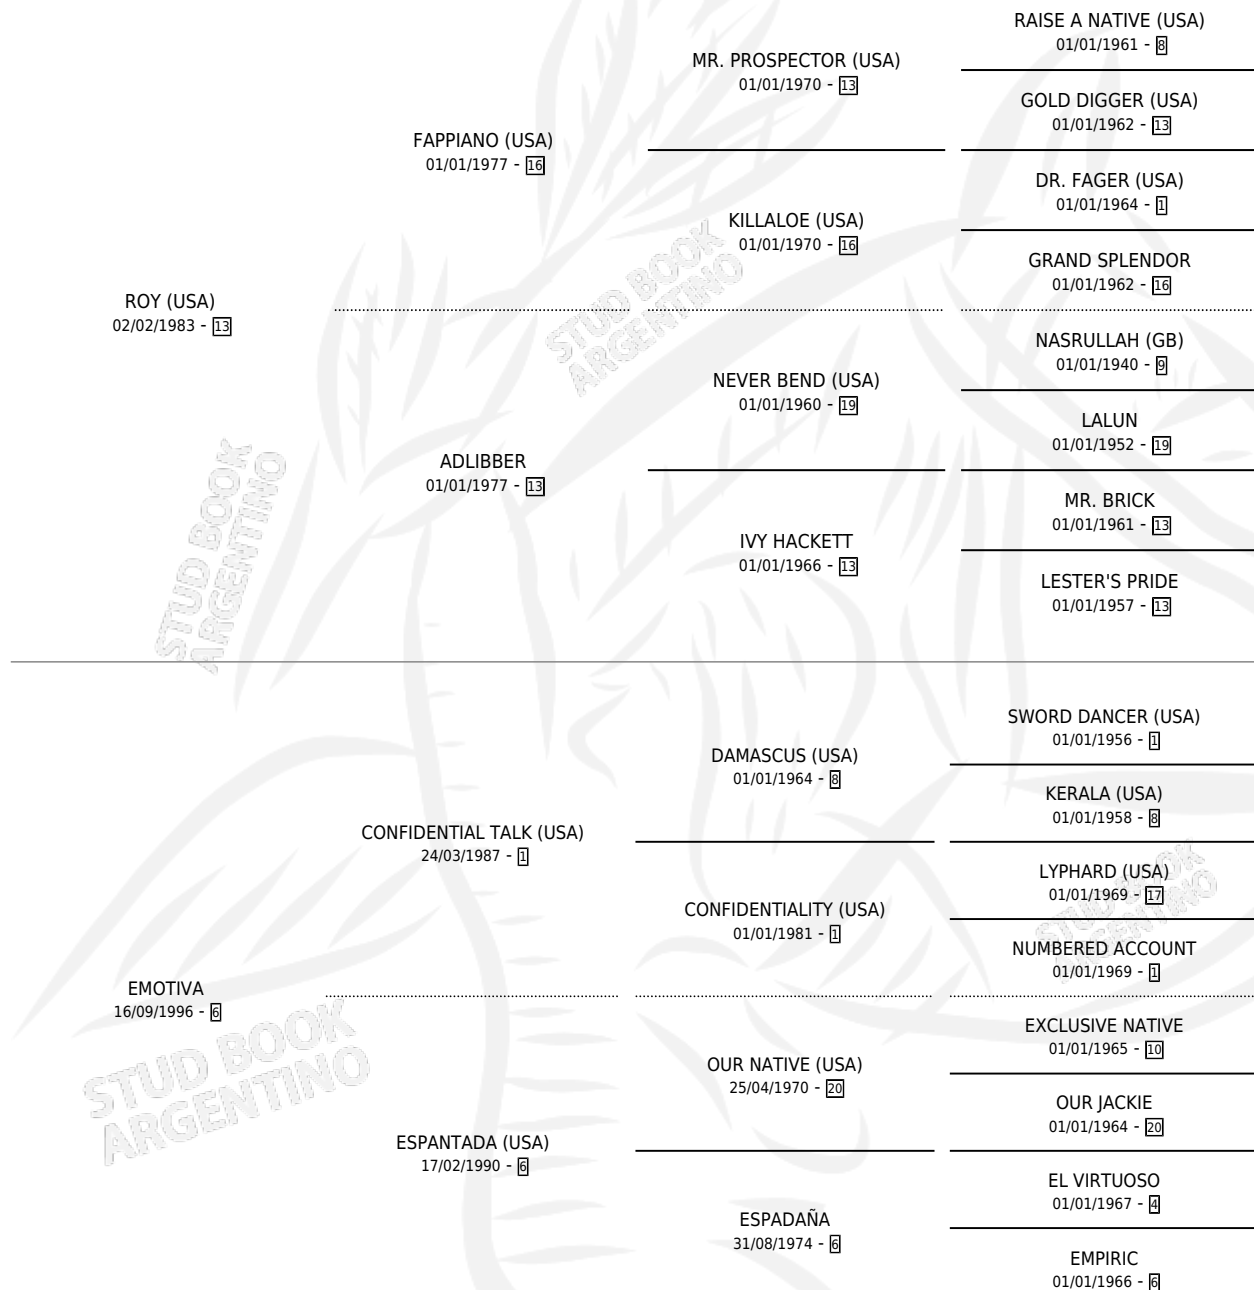 RAISE A NATIVE (USA)
01/01/1961 - 8
MR. PROSPECTOR (USA)
01/01/1970 - 13
GOLD DIGGER (USA)
01/01/1962 - 13
FAPPIANO (USA)
01/01/1977 - 16
DR. FAGER (USA)
01/01/1964 - 1
KILLALOE (USA)
01/01/1970 - 16
GRAND SPLENDOR
01/01/1962 - 16
ROY (USA)
02/02/1983 - 13
NASRULLAH (GB)
01/01/1940 - 9
NEVER BEND (USA)
01/01/1960 - 19
LALUN
01/01/1952 - 19
ADLIBBER
01/01/1977 - 13
MR. BRICK
01/01/1961 - 13
IVY HACKETT
01/01/1966 - 13
LESTER'S PRIDE
01/01/1957 - 13
SWORD DANCER (USA)
01/01/1956 - 1
DAMASCUS (USA)
01/01/1964 - 8
KERALA (USA)
01/01/1958 - 8
CONFIDENTIAL TALK (USA)
24/03/1987 - 1
LYPHARD (USA)
01/01/1969 - 17
CONFIDENTIALITY (USA)
01/01/1981 - 1
NUMBERED ACCOUNT
01/01/1969 - 1
EMOTIVA
16/09/1996 - 6
EXCLUSIVE NATIVE
01/01/1965 - 10
OUR NATIVE (USA)
25/04/1970 - 20
OUR JACKIE
01/01/1964 - 20
ESPANTADA (USA)
17/02/1990 - 6
EL VIRTUOSO
01/01/1967 - 4
ESPADAÑA
31/08/1974 - 6
EMPIRIC
01/01/1966 - 6
STUD BOOK
ARGENTINO
STUD BOOK
ARGENTINO
STUD BOOK
ARGENTINO
STUD BOOK
ARGENTINO